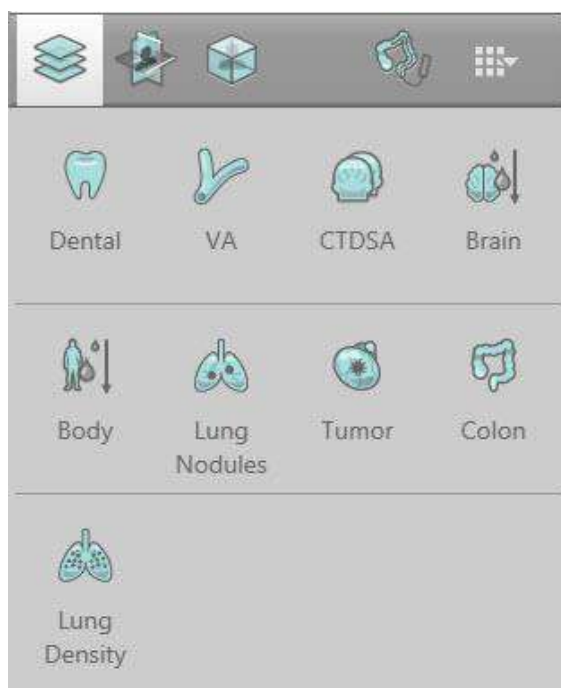 Dental VA CTDSA Brain
Body Lung Nodules Tumor Colon
Lung
Density